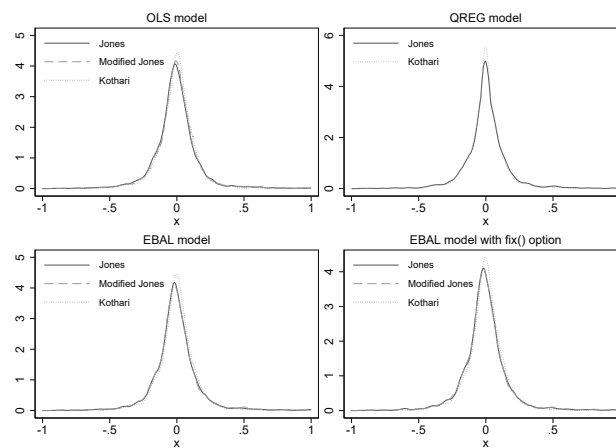 OLS model
5
4
3
2
1
0
Jones
Modified Jones
Kothari
-1
-.5
0
.5
1
x
QREG model
6
4
2
0
Jones
Kothari
-1
-.5
0
.5
x
EBAL model
5
4
3
2
1
0
Jones
Modified Jones
Kothari
-1
-.5
0
.5
1
x
EBAL model with fix() option
4
3
2
1
0
Jones
Modified Jones
Kothari
-1
-.5
0
.5
x